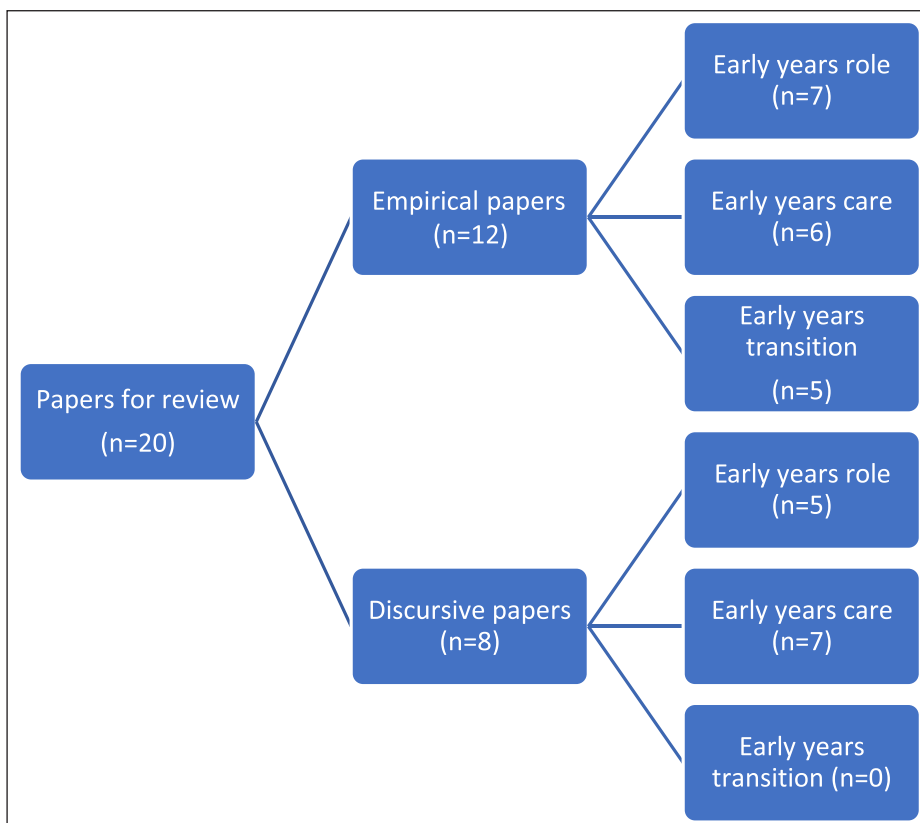 Papers for review
(n=20)
Empirical papers
(n=12)
Early years role
(n=7)
Early years care
(n=6)
Early years
transition
(n=5)
Discursive papers
(n=8)
Early years role
(n=5)
Early years care
(n=7)
Early years
transition (n=0)